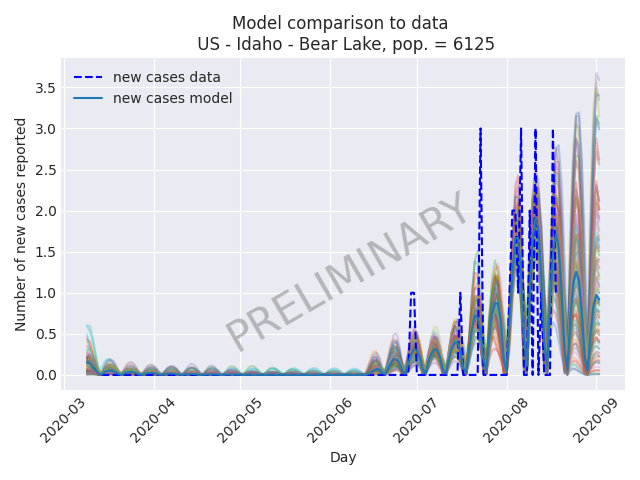 Model comparison to data
US - Idaho - Bear Lake, pop. = 6125
new cases data
new cases model
Number of new cases reported
3.5
3.0
2.5
2.0
1.5
1.0
0.5
0.0
PRELIMINARY
2020-03
2020-04
2020-05
2020-06
2020-07
2020-08
2020-09
Day